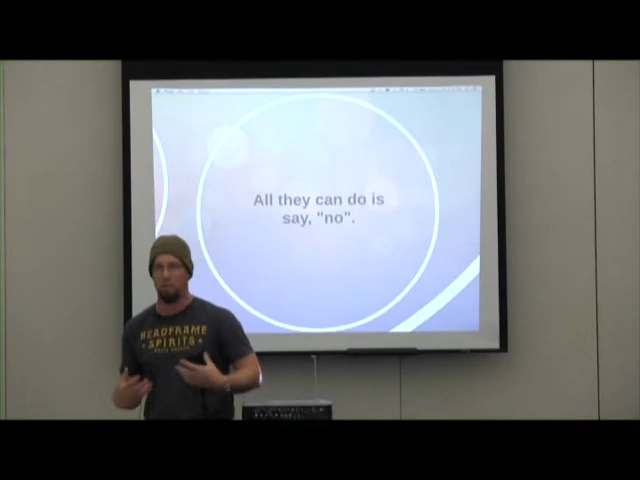 All they can do is
say, "no".
HEADFRAME
SPIRITS